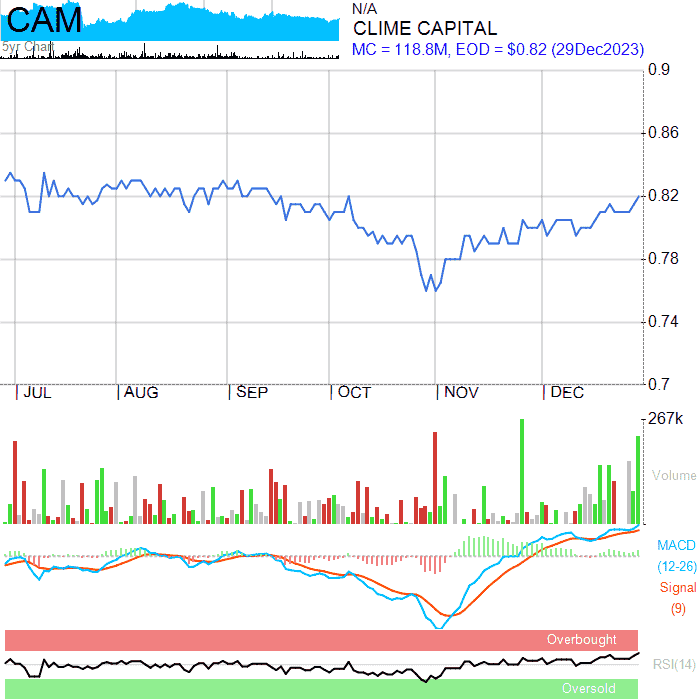 CAM
5yr Chart
N/A
CLIME CAPITAL
MC = 118.8M, EOD = $0.82 (29Dec2023)
0.9
0.86
0.82
0.78
0.74
0.7
JUL AUG SEP OCT NOV DEC
267k
Volume
MACD
(12-26)
Signal
(9)
Overbought
RSI(14)
Oversold